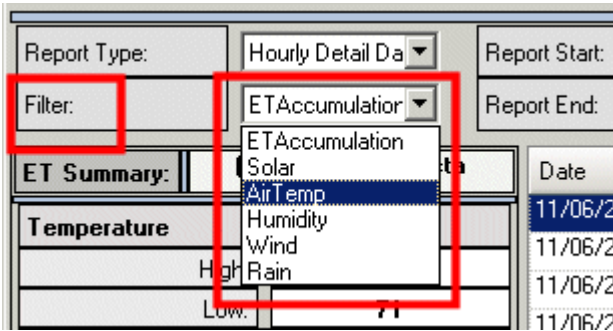 Report Type: Hourly Detail Da Report Start:
Filter: ETAccumulation Report End:
ETAccumulation
ET Summary: Solar Date
AirTemp 11/06/2
Temperature Humidity
Wind 11/06/2
High Rain 11/06/2
Low: 71 11/06/2